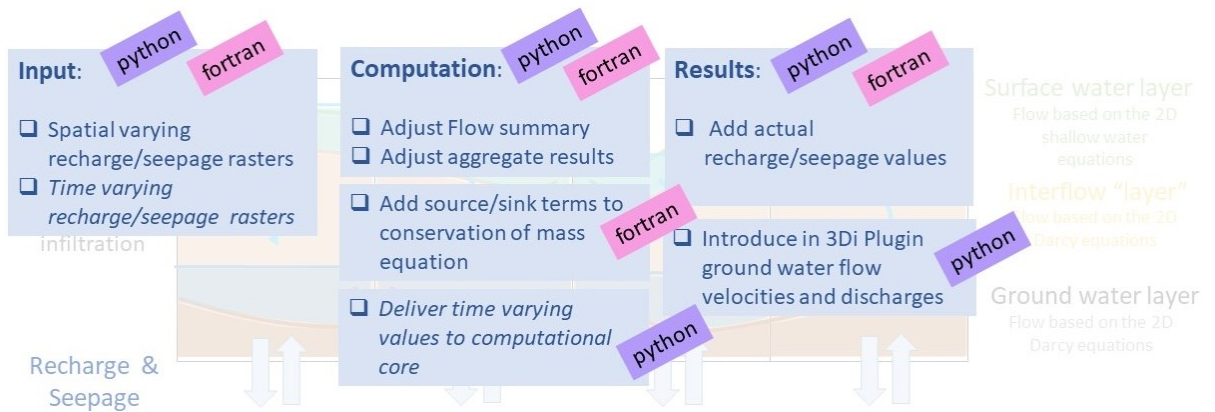 python
fortran
Input:
Spatial varying
recharge/seepage rasters
Time varying
recharge/seepage rasters
infiltration
Recharge &
Seepage
python
fortran
Computation:
Adjust Flow summary
Adjust aggregate results
Add source/sink terms to
conservation of mass
equation
fortran
Deliver time varying
values to computational
core
python
python
fortran
Results:
Add actual
recharge/seepage values
Introduce in 3Di Plugin
ground water flow
velocities and discharges
python
Surface water layer
Flow based on the 2D
shallow water
equations
Interflow "layer"
Flow based on the 2D
Darcy equations
Ground water layer
Flow based on the 2D
Darcy equations